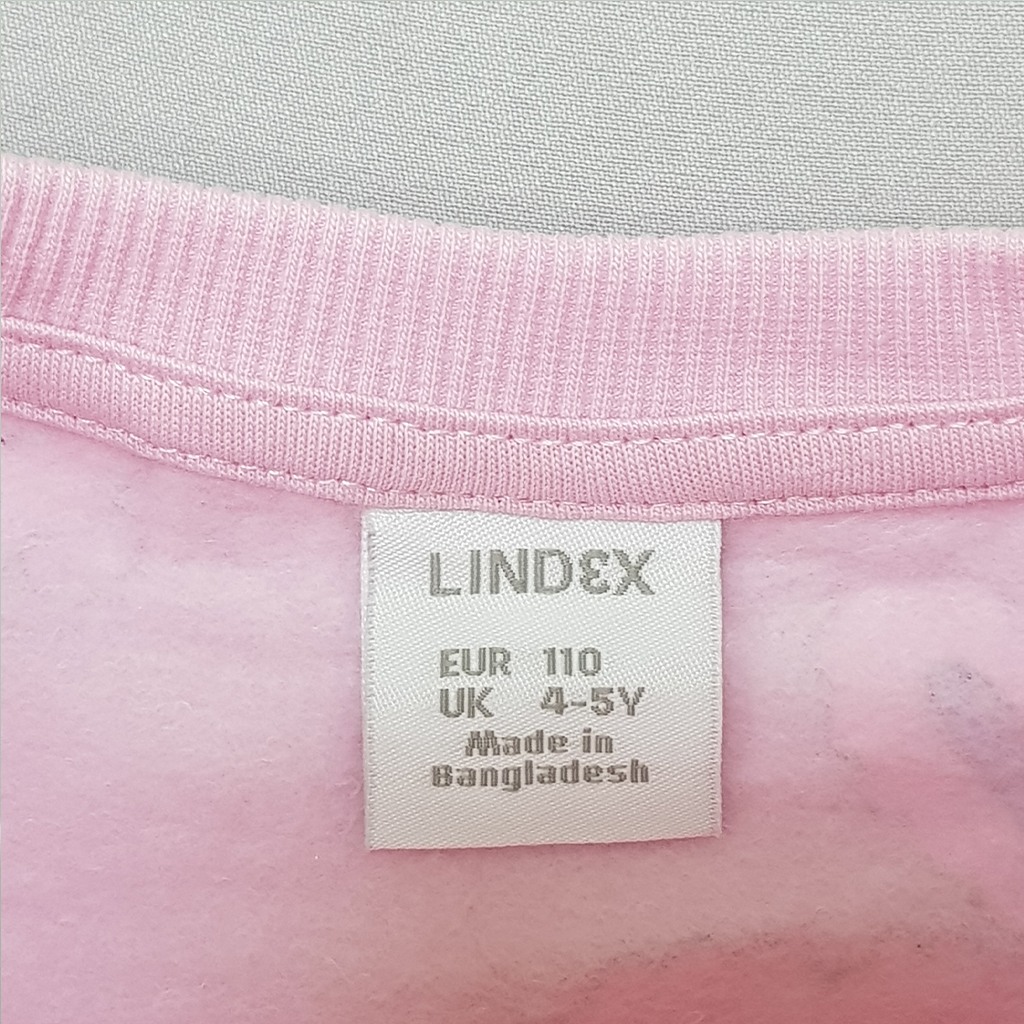 LINDEX
EUR 110
UK 4-5Y
Made in
Bangladesh